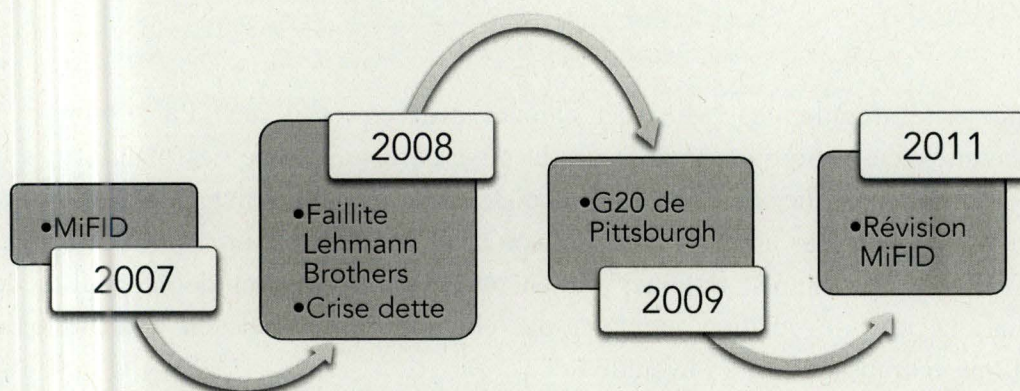 •MiFID
2007
2008
•Faillite
Lehmann
Brothers
•Crise dette
•G20 de
Pittsburgh
2009
2011
•Révision
MiFID